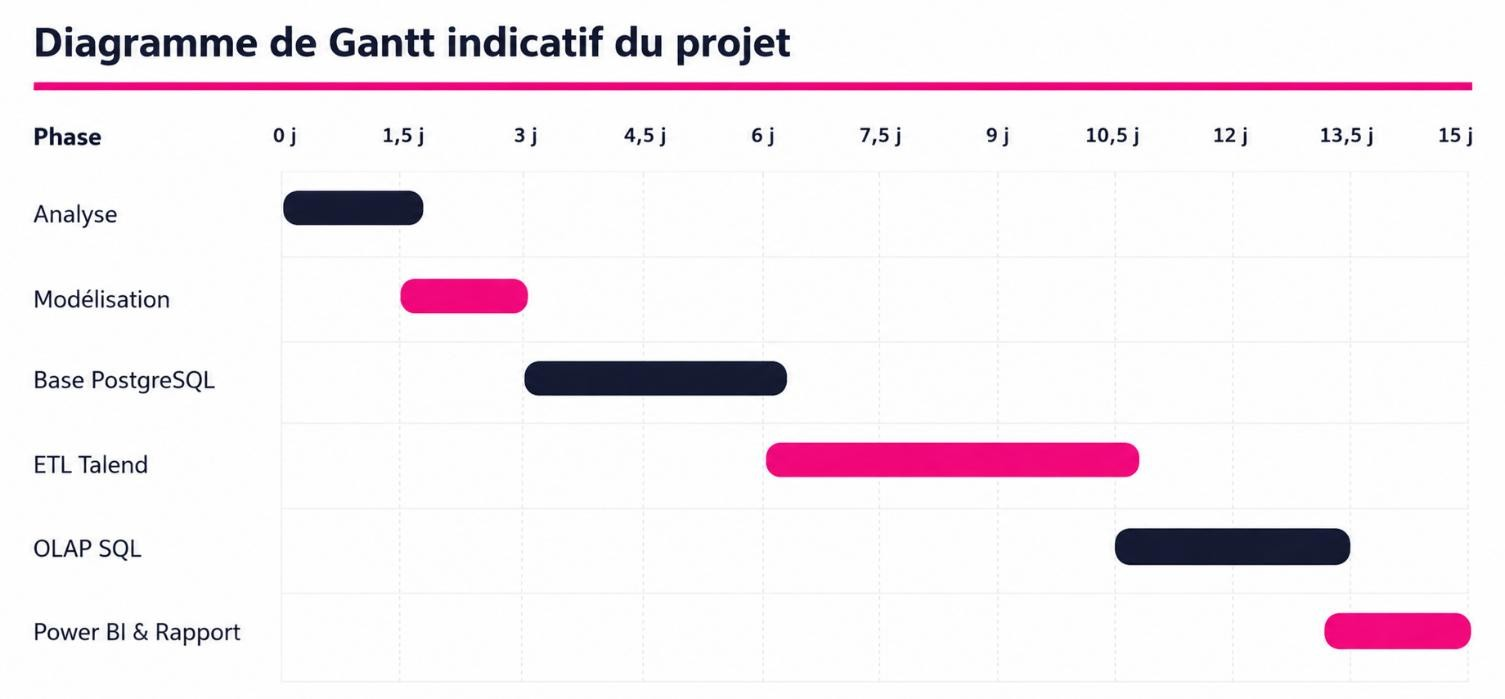 Diagramme de Gantt indicatif du projet
Phase 0 j 1,5 j 3 j 4,5 j 6 j 7,5 j 9 j 10,5 j 12 j 13,5 j 15 j
Analyse
Modélisation
Base PostgreSQL
ETL Talend
OLAP SQL
Power BI & Rapport